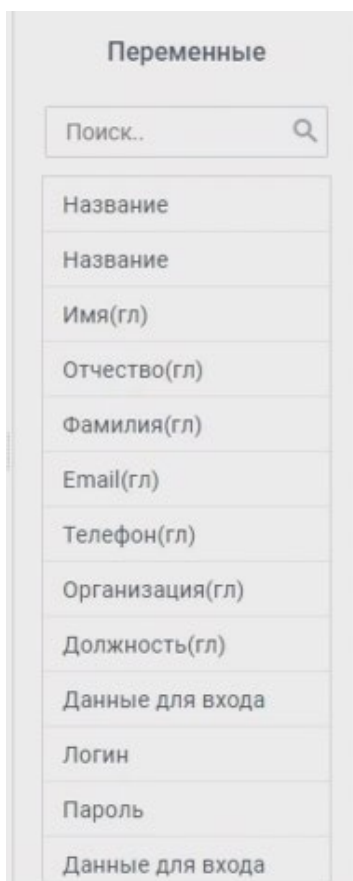 Переменные
Поиск..
Название
Название
Имя(гл)
Отчество(гл)
Фамилия(гл)
Email(гл)
Телефон(гл)
Организация(гл)
Должность(гл)
Данные для входа
Логин
Пароль
Данные для входа